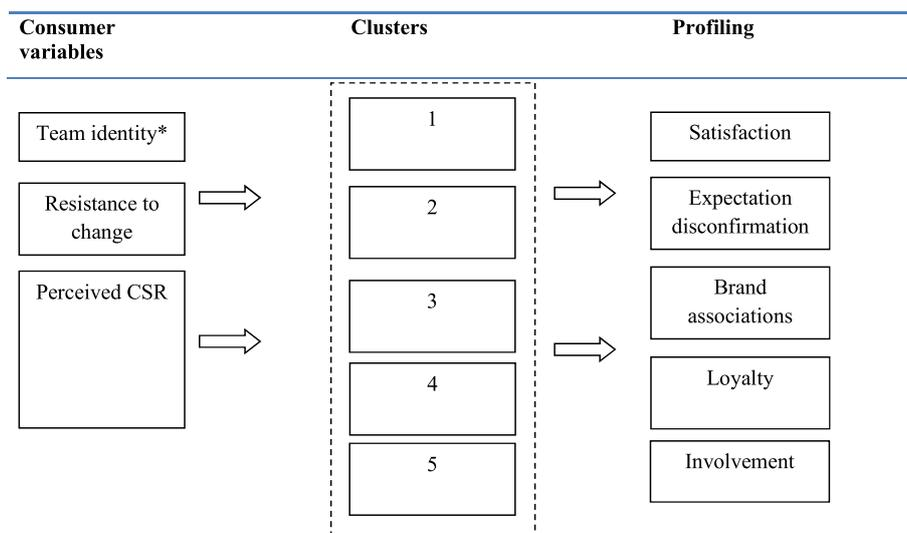 Consumer
variables
Clusters
Profiling
Team identity*
Resistance to
change
Perceived CSR
1
2
3
4
5
Satisfaction
Expectation
disconfirmation
Brand
associations
Loyalty
Involvement